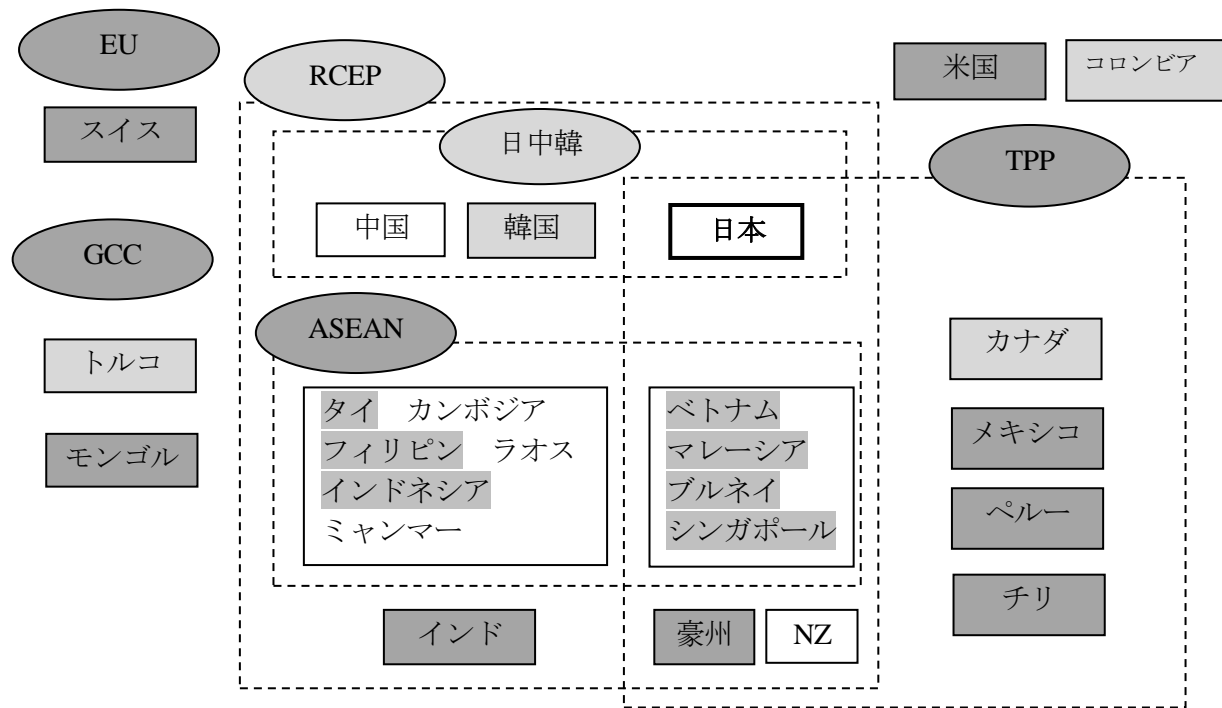 EU
スイス
GCC
トルコ
モンゴル
RCEP
日中韓
中国
韓国
日本
ASEAN
タイ　カンボジア
フィリピン　ラオス
インドネシア
ミャンマー
ベトナム
マレーシア
ブルネイ
シンガポール
インド
豪州
NZ
米国
コロンビア
TPP
カナダ
メキシコ
ペルー
チリ